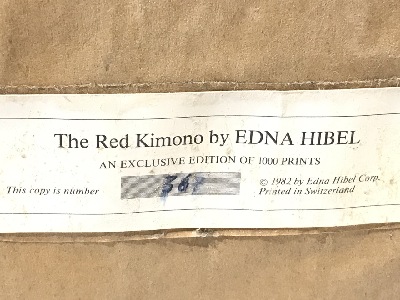 The Red Kimono by EDNA HIBEL
AN EXCLUSIVE EDITION OF 1000 PRINTS
This copy is number
© 1982 by Edna Hibel Corp.
Printed in Switzerland